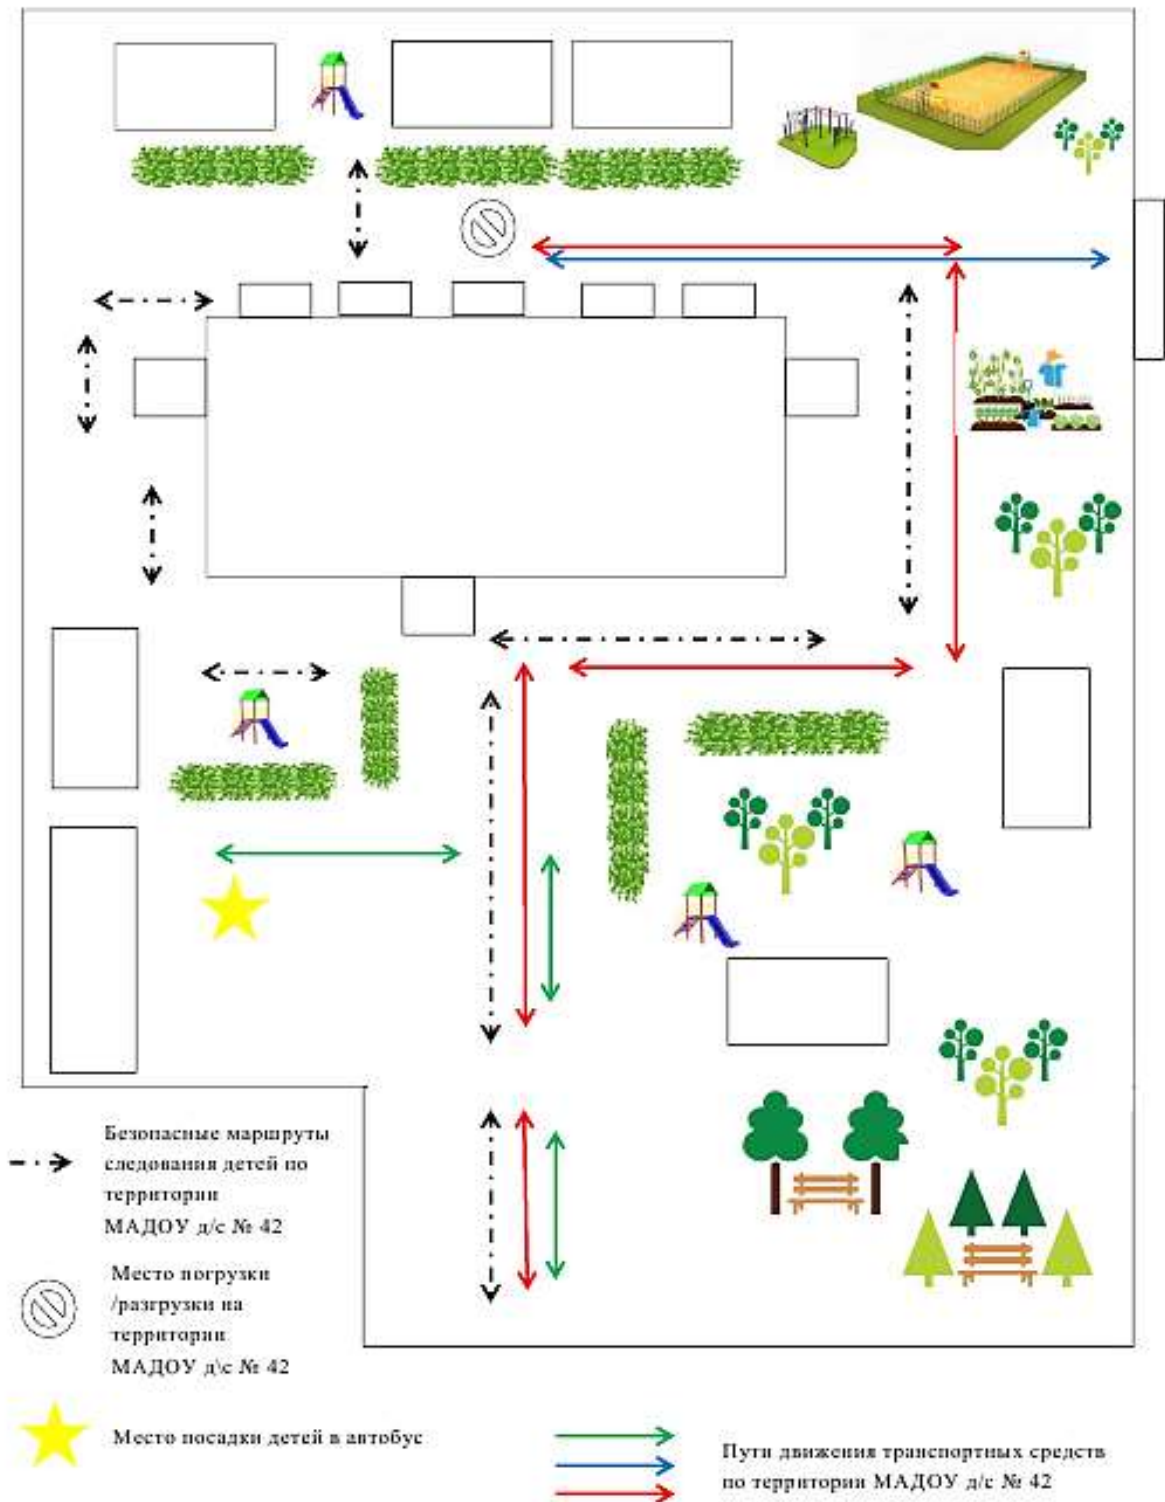 Безопасные маршруты
следования детей по
территории
МАДОУ д/с № 42
Место погрузки
/разгрузки на
территории
МАДОУ д\с № 42
Место посадки детей в автобус
Пути движения транспортных средств
по территории МАДОУ д/с № 42